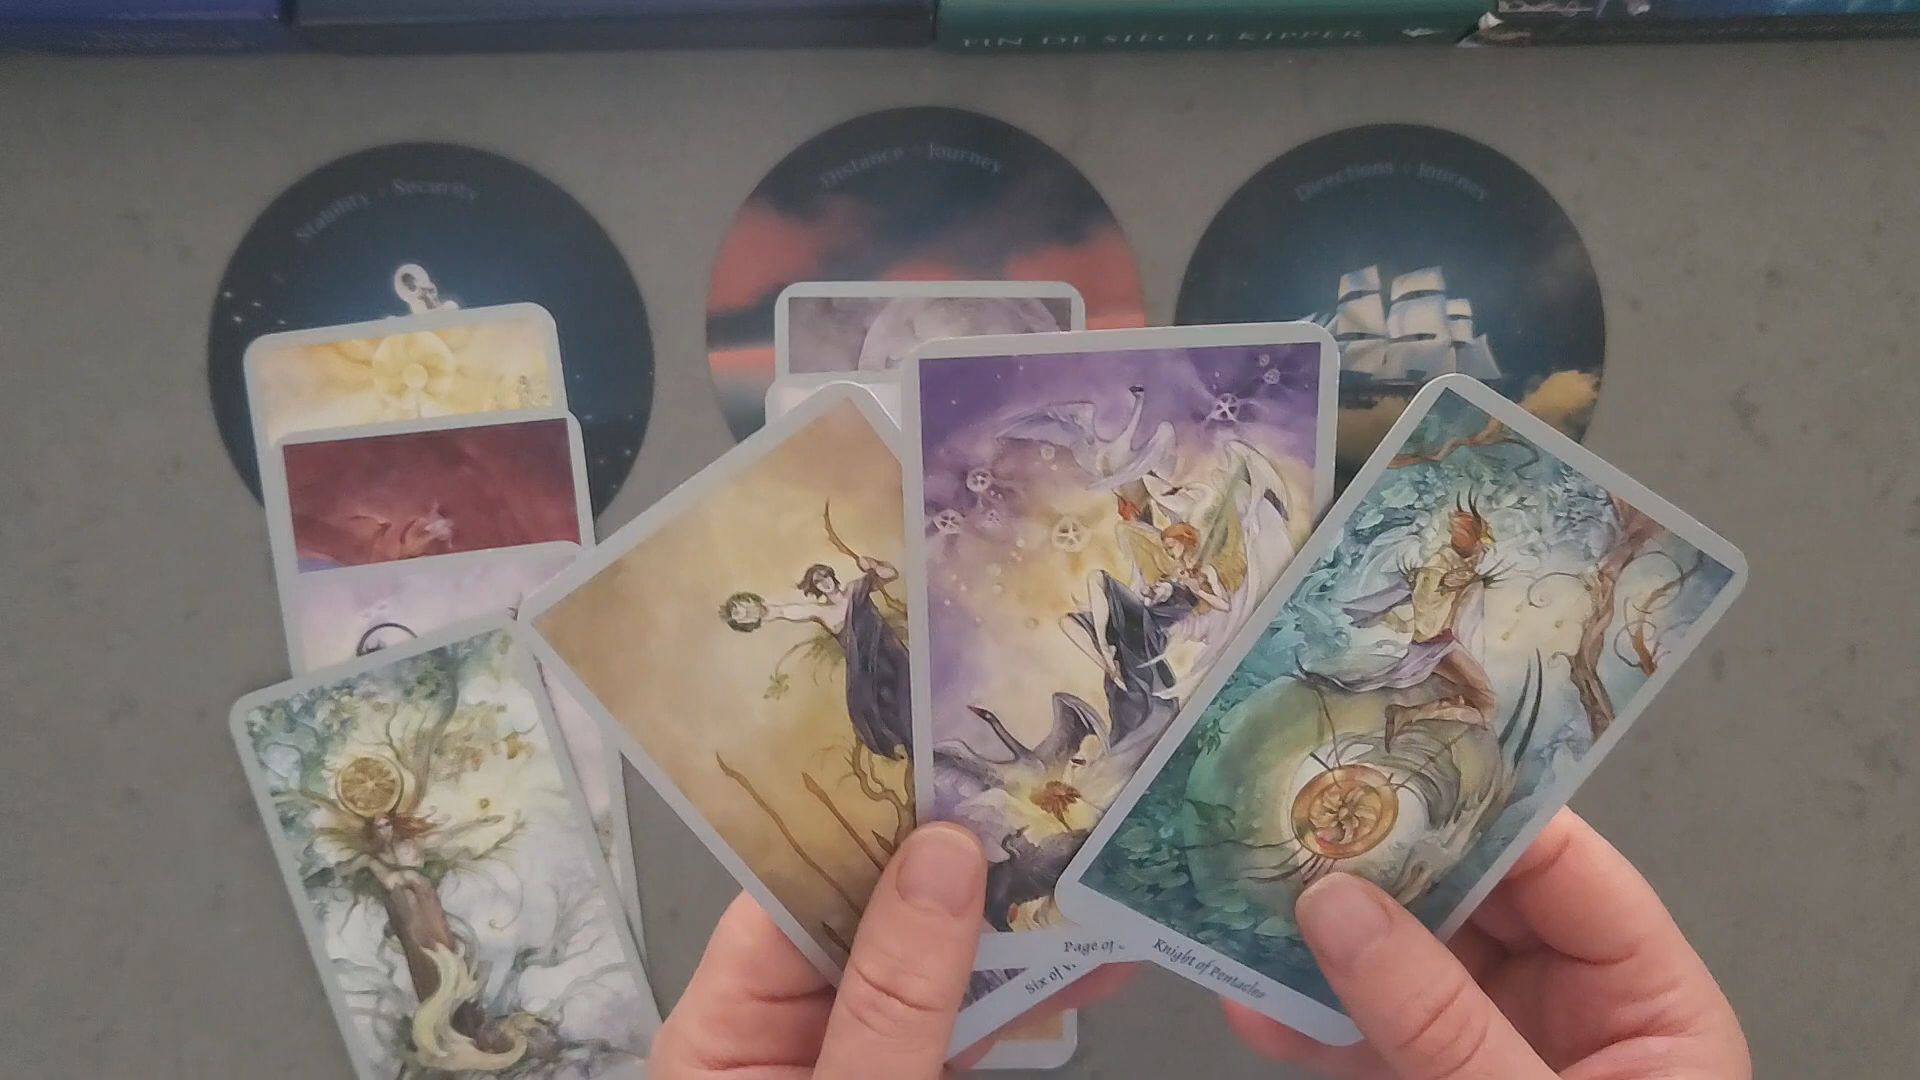 FIN DE SIÈCLE KIPPER
Stability + Security
Distance + Journey
Directions + Journey
Page of
Six of
Knight of Pentacles